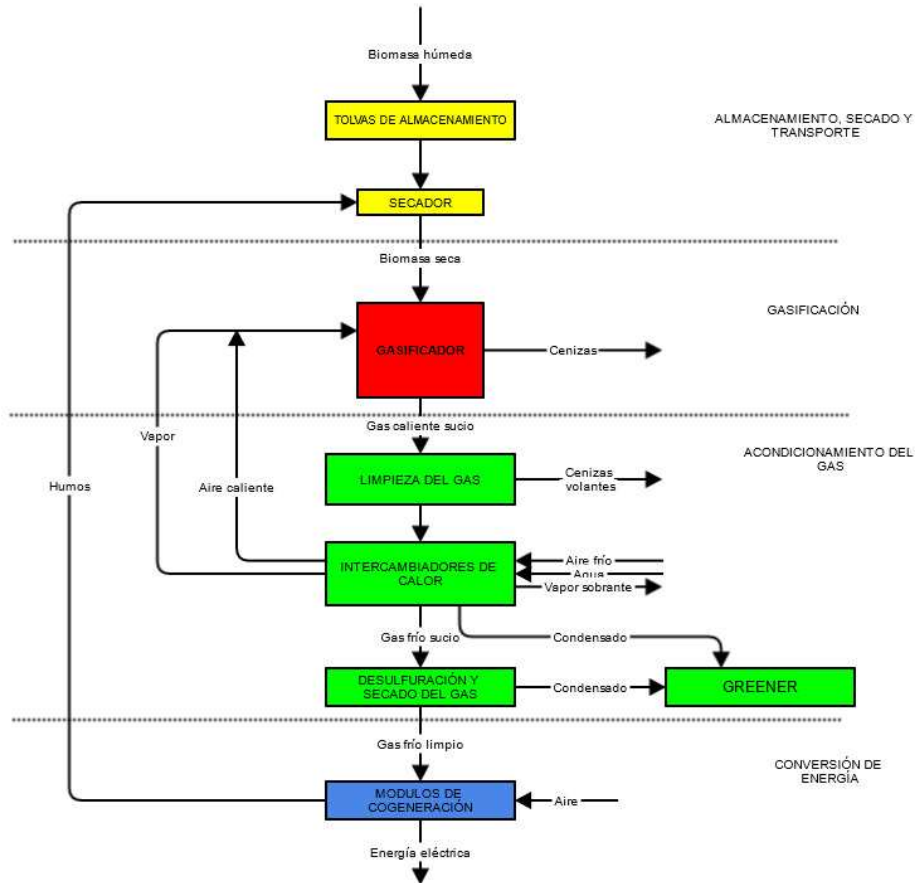 Biomasa húmeda
TOLVAS DE ALMACENAMIENTO
ALMACENAMIENTO, SECADO Y
TRANSPORTE
SECADOR
Biomasa seca
GASIFICACIÓN
GASIFICADOR
Cenizas
Gas caliente sucio
Vapor
ACONDICIONAMIENTO DEL
GAS
LIMPIEZA DEL GAS
Cenizas
volantes
Humos
Aire caliente
INTERCAMBIADORES DE
CALOR
Aire frío
Agua
Vapor sobrante
Gas frío sucio
Condensado
DESULFURACIÓN Y
SECADO DEL GAS
Condensado
GREENER
Gas frío limpio
CONVERSIÓN DE
ENERGÍA
MODULOS DE
COGENERACIÓN
Aire
Energía eléctrica